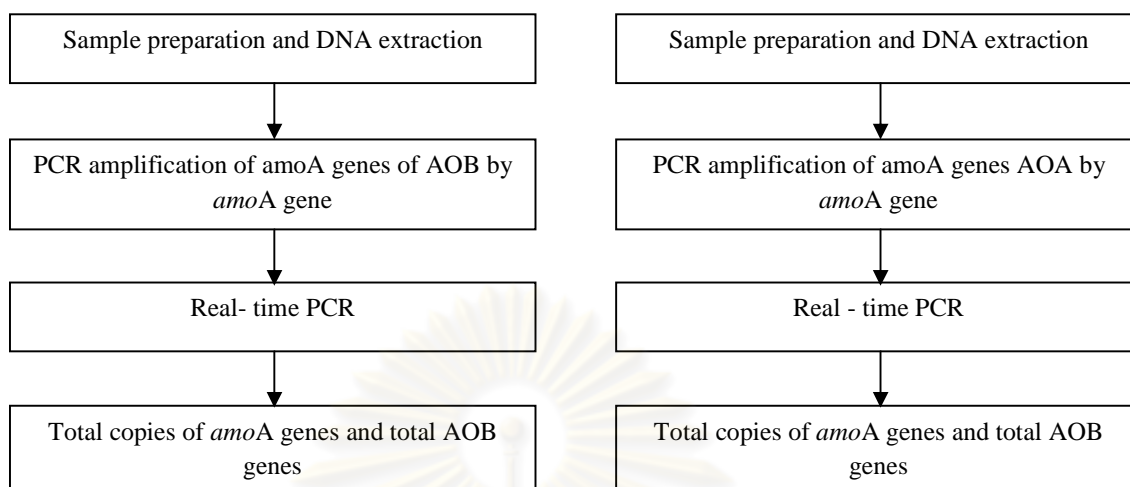 Sample preparation and DNA extraction
PCR amplification of amoA genes of AOB by
amoA gene
Real- time PCR
Total copies of amoA genes and total AOB
genes
Sample preparation and DNA extraction
PCR amplification of amoA genes AOA by
amoA gene
Real - time PCR
Total copies of amoA genes and total AOB
genes